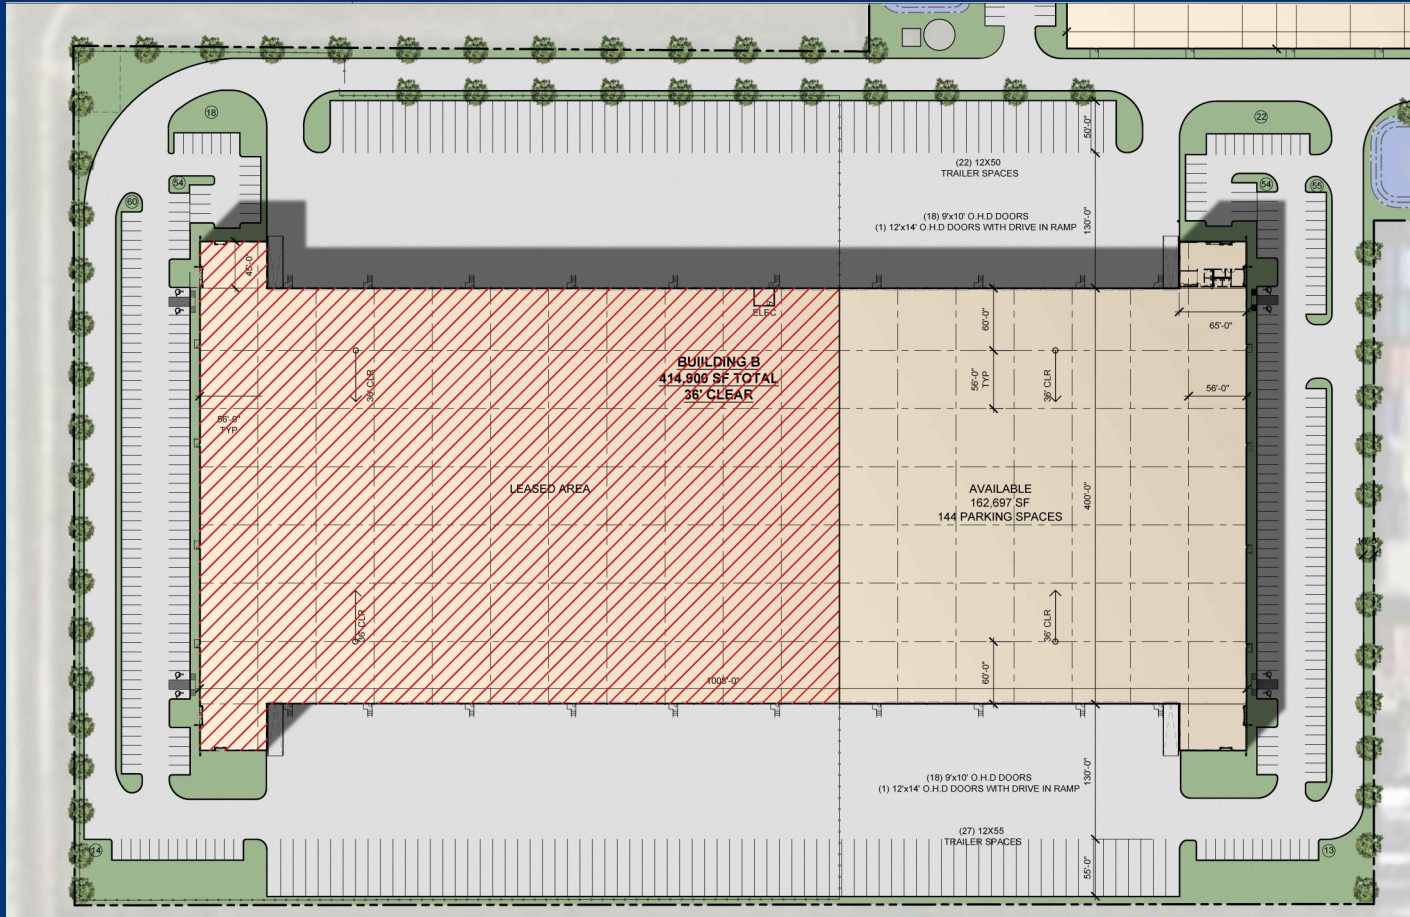 18
22
50'-0"
(22) 12X50
TRAILER SPACES
54
60
54
55
(18) 9'x10' O.H.D DOORS
(1) 12'x14' O.H.D DOORS WITH DRIVE IN RAMP
130'-0"
45'-0"
ELEC
60'-0"
65'-0"
BUIILDING B
414,900 SF TOTAL
36' CLEAR
36' CLR
56'-0"
TYP
36' CLR
56'-0"
56'-0"
TYP
LEASED AREA
AVAILABLE
162,697 SF
144 PARKING SPACES
400'-0"
36' CLR
36' CLR
60'-0"
1005'-0"
(18) 9'x10' O.H.D DOORS
(1) 12'x14' O.H.D DOORS WITH DRIVE IN RAMP
130'-0"
(27) 12X55
TRAILER SPACES
14
13
55'-0"